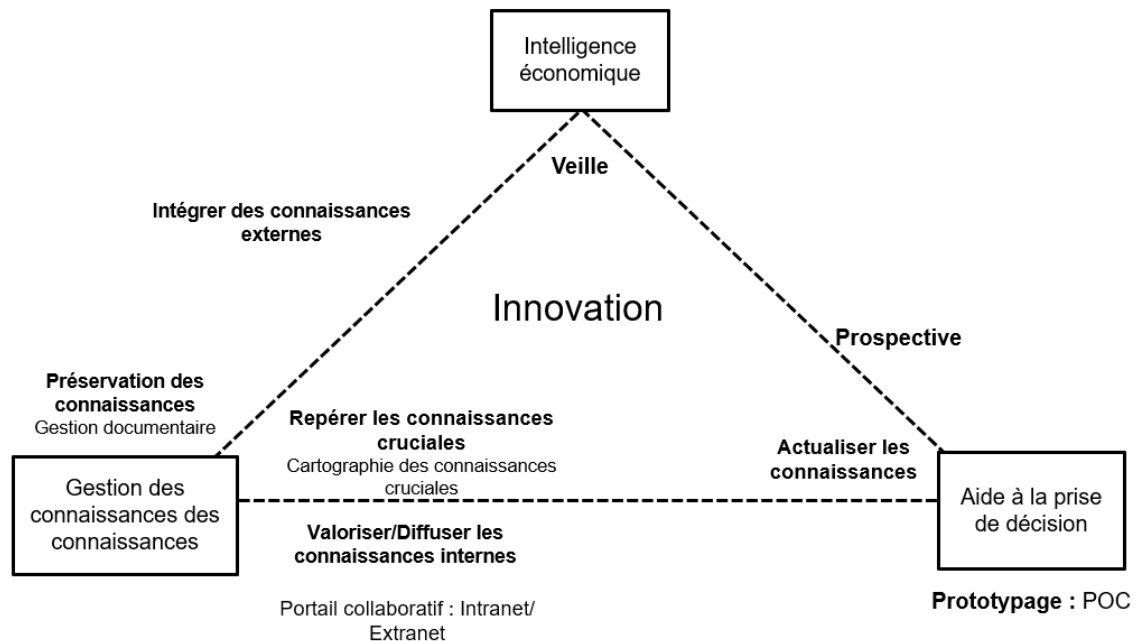 Intelligence
économique
Veille
Intégrer des connaissances
externes
Innovation
Prospective
Préservation des
connaissances
Gestion documentaire
Repérer les connaissances
cruciales
Cartographie des connaissances
cruciales
Actualiser les
connaissances
Gestion des
connaissances des
connaissances
Aide à la prise
de décision
Valoriser/Diffuser les
connaissances internes
Portail collaboratif : Intranet/
Extranet
Prototypage : POC